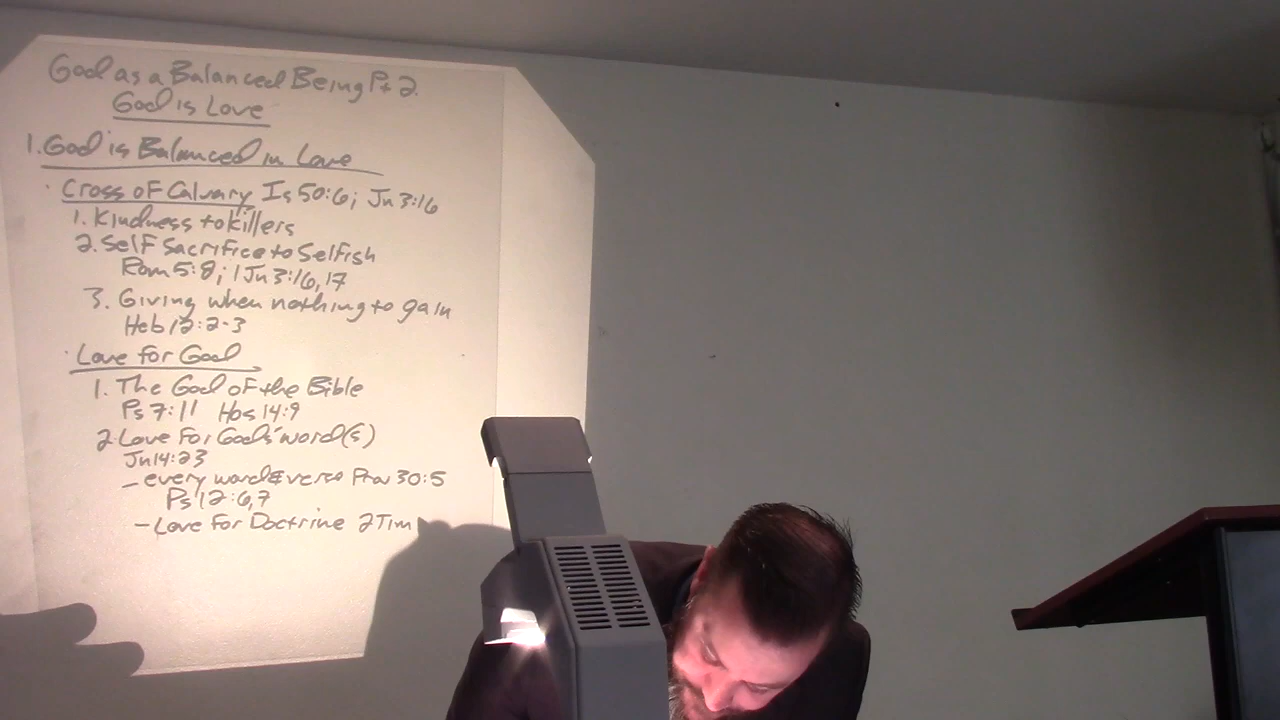 God as a Balanced Being Pt 2.
God is Love
1. God is Balanced in Love
· Cross of Calvary Is 50:6; Jn 3:16
1. Kindness to killers
2. Self Sacrifice to Selfish
Rom 5:8; 1 Jn 3:16,17
3. Giving when nothing to gain
Heb 12:2-3
· Love for God
1. The God of the Bible
Ps 7:11 Hos 14:9
2. Love For God's word(s)
Jn 14:23
- every word & verse Prov 30:5
Ps 12:6,7
- Love For Doctrine 2 Tim